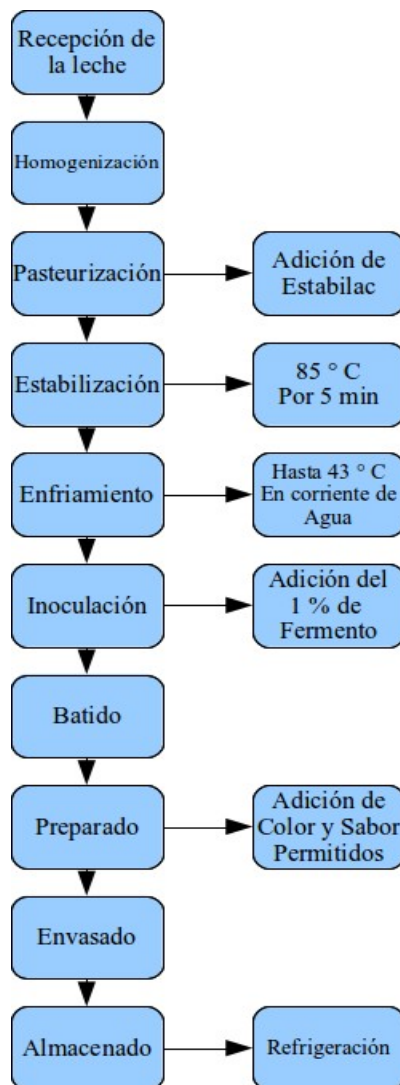 Recepción de
la leche
Homogenización
Pasteurización
Adición de
Estabilac
Estabilización
85 ° C
Por 5 min
Enfriamiento
Hasta 43 ° C
En corriente de
Agua
Inoculación
Adición del
1 % de
Fermento
Batido
Preparado
Adición de
Color y Sabor
Permitidos
Envasado
Almacenado
Refrigeración